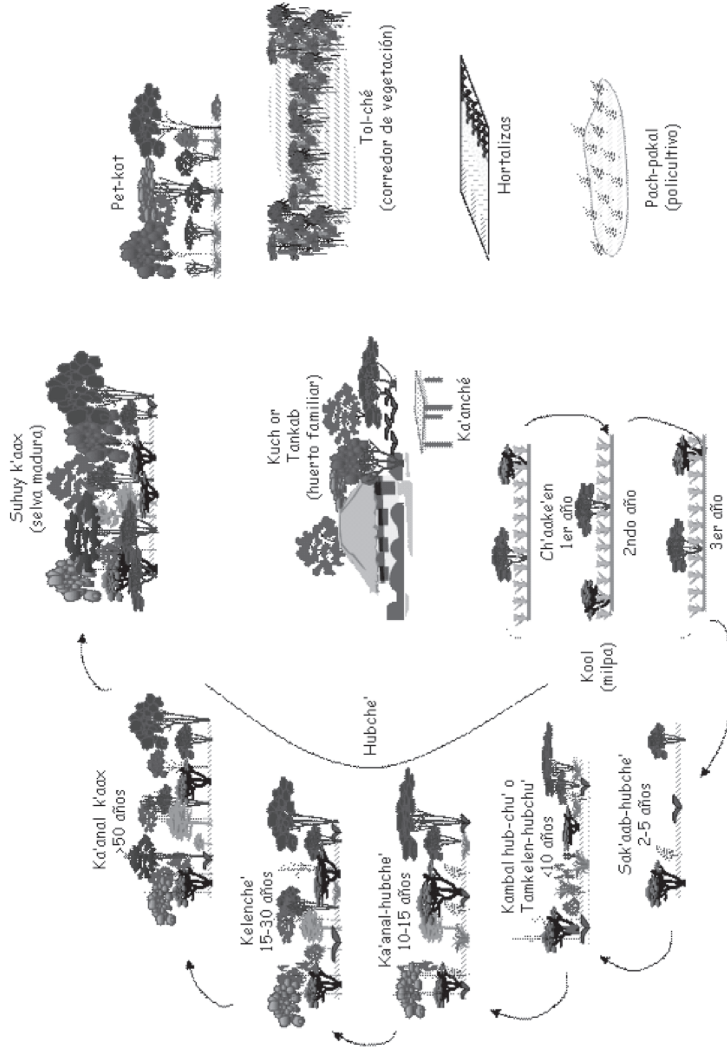 Suhuy k'aax
(selva madura)
Pet-kot
Ka'anal k'aax
>50 años
Tol-ché
(corredor de vegetación)
Kelenche'
15-30 años
Hubche'
Kuch or
Tankab
(huerto familiar)
Ka'anché
Hortalizas
Ka'anal-hubche'
10-15 años
Kambal hub-chu' o
Tamkelen-hubchu'
<10 años
Sak'aab-hubche'
2-5 años
Kool
(milpa)
Ch'aake'en
1er año
2ndo año
3er año
Pach-pakal
(policultivo)